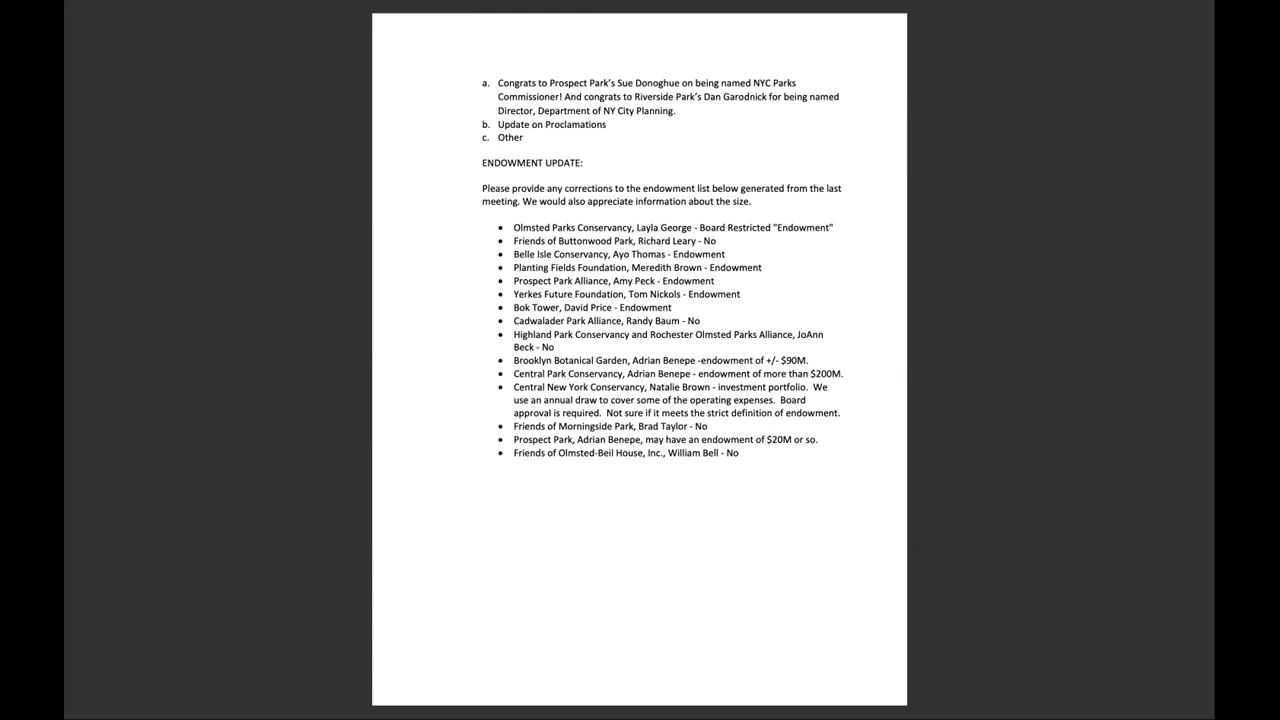 a. Congrats to Prospect Park's Sue Donoghue on being named NYC Parks
Commissioner! And congrats to Riverside Park's Dan Garodnick for being named
Director, Department of NY City Planning.
b. Update on Proclamations
c. Other
ENDOWMENT UPDATE:
Please provide any corrections to the endowment list below generated from the last
meeting. We would also appreciate information about the size.
• Olmsted Parks Conservancy, Layla George - Board Restricted "Endowment"
• Friends of Buttonwood Park, Richard Leary - No
• Belle Isle Conservancy, Ayo Thomas - Endowment
• Planting Fields Foundation, Meredith Brown - Endowment
• Prospect Park Alliance, Amy Peck - Endowment
• Yerkes Future Foundation, Tom Nickols - Endowment
• Bok Tower, David Price - Endowment
• Cadwalader Park Alliance, Randy Baum - No
• Highland Park Conservancy and Rochester Olmsted Parks Alliance, JoAnn
Beck - No
• Brooklyn Botanical Garden, Adrian Benepe -endowment of +/- $90M.
• Central Park Conservancy, Adrian Benepe - endowment of more than $200M.
• Central New York Conservancy, Natalie Brown - investment portfolio.  We
use an annual draw to cover some of the operating expenses.  Board
approval is required.  Not sure if it meets the strict definition of endowment.
• Friends of Morningside Park, Brad Taylor - No
• Prospect Park, Adrian Benepe, may have an endowment of $20M or so.
• Friends of Olmsted-Beil House, Inc., William Bell - No